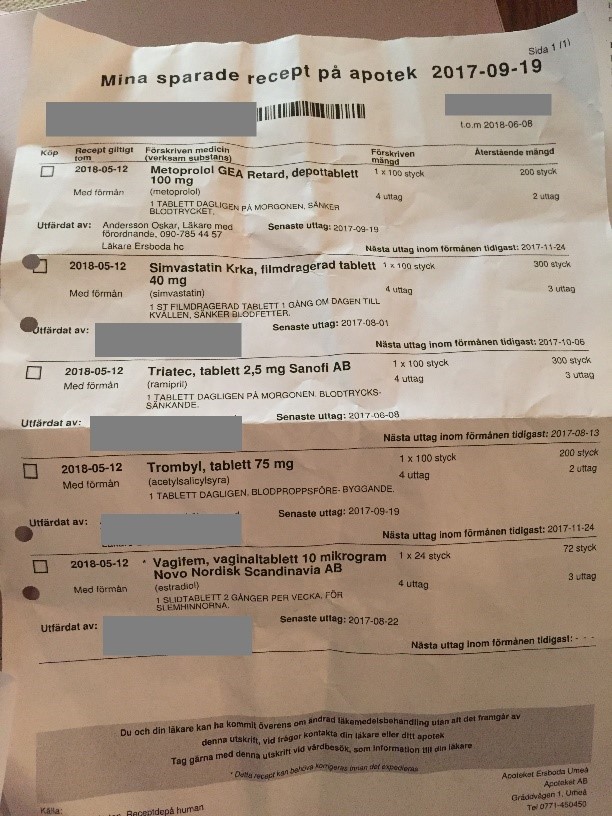 Sida 1 /1)
Mina sparade recept på apotek 2017-09-19
t.o.m 2018-06-08
Köp Recept giltigt tom Förskriven medicin (verksam substans) Förskriven mängd Återstående mängd
2018-05-12 Metoprolol GEA Retard, depottablett 1 x 100 styck 200 styck
100 mg
Med förmån (metoprolol) 4 uttag 2 uttag
1 TABLETT DAGLIGEN PÅ MORGONEN. SÄNKER
BLODTRYCKET.
Utfärdat av: Andersson Oskar, Läkare med Senaste uttag: 2017-09-19
förordnande, 090-785 44 57
Läkare Ersboda hc
Nästa uttag inom förmånen tidigast: 2017-11-24
2018-05-12 Simvastatin Krka, filmdragerad tablett 1 x 100 styck 300 styck
40 mg
Med förmån (simvastatin) 4 uttag 3 uttag
1 ST FILMDRAGERAD TABLETT 1 GÅNG OM DAGEN TILL
KVÄLLEN. SÄNKER BLODFETTER.
Utfärdat av: Senaste uttag: 2017-08-01
Nästa uttag inom förmånen tidigast: 2017-10-06
2018-05-12 Triatec, tablett 2,5 mg Sanofi AB 1 x 100 styck 300 styck
Med förmån (ramipril) 4 uttag 3 uttag
1 TABLETT DAGLIGEN PÅ MORGONEN. BLODTRYCKS-
SÄNKANDE.
Utfärdat av: Senaste uttag: 2017-06-08
Nästa uttag inom förmånen tidigast: 2017-08-13
2018-05-12 Trombyl, tablett 75 mg 1 x 100 styck 200 styck
Med förmån (acetylsalicylsyra) 4 uttag 2 uttag
1 TABLETT DAGLIGEN. BLODPROPPSFÖRE- BYGGANDE.
Utfärdat av: Senaste uttag: 2017-09-19
Nästa uttag inom förmånen tidigast: 2017-11-24
2018-05-12 * Vagifem, vaginaltablett 10 mikrogram 1 x 24 styck 72 styck
Novo Nordisk Scandinavia AB
Med förmån (estradiol) 4 uttag 3 uttag
1 SLIDTABLETT 2 GÅNGER PER VECKA. FÖR
SLEMHINNORNA.
Utfärdat av: Senaste uttag: 2017-08-22
Nästa uttag inom förmånen tidigast: - - -
Du och din läkare kan ha kommit överens om ändrad läkemedelsbehandling utan att det framgår av
denna utskrift, vid frågor kontakta din läkare eller ditt apotek
Tag gärna med denna utskrift vid vårdbesök, som information till din läkare
* Detta recept kan behöva korrigeras innan det expedieras
Apoteket Ersboda Umeå
Apoteket AB
Gräddvägen 1, Umeå
Tel 0771-450450
Källa:
Receptdepå human